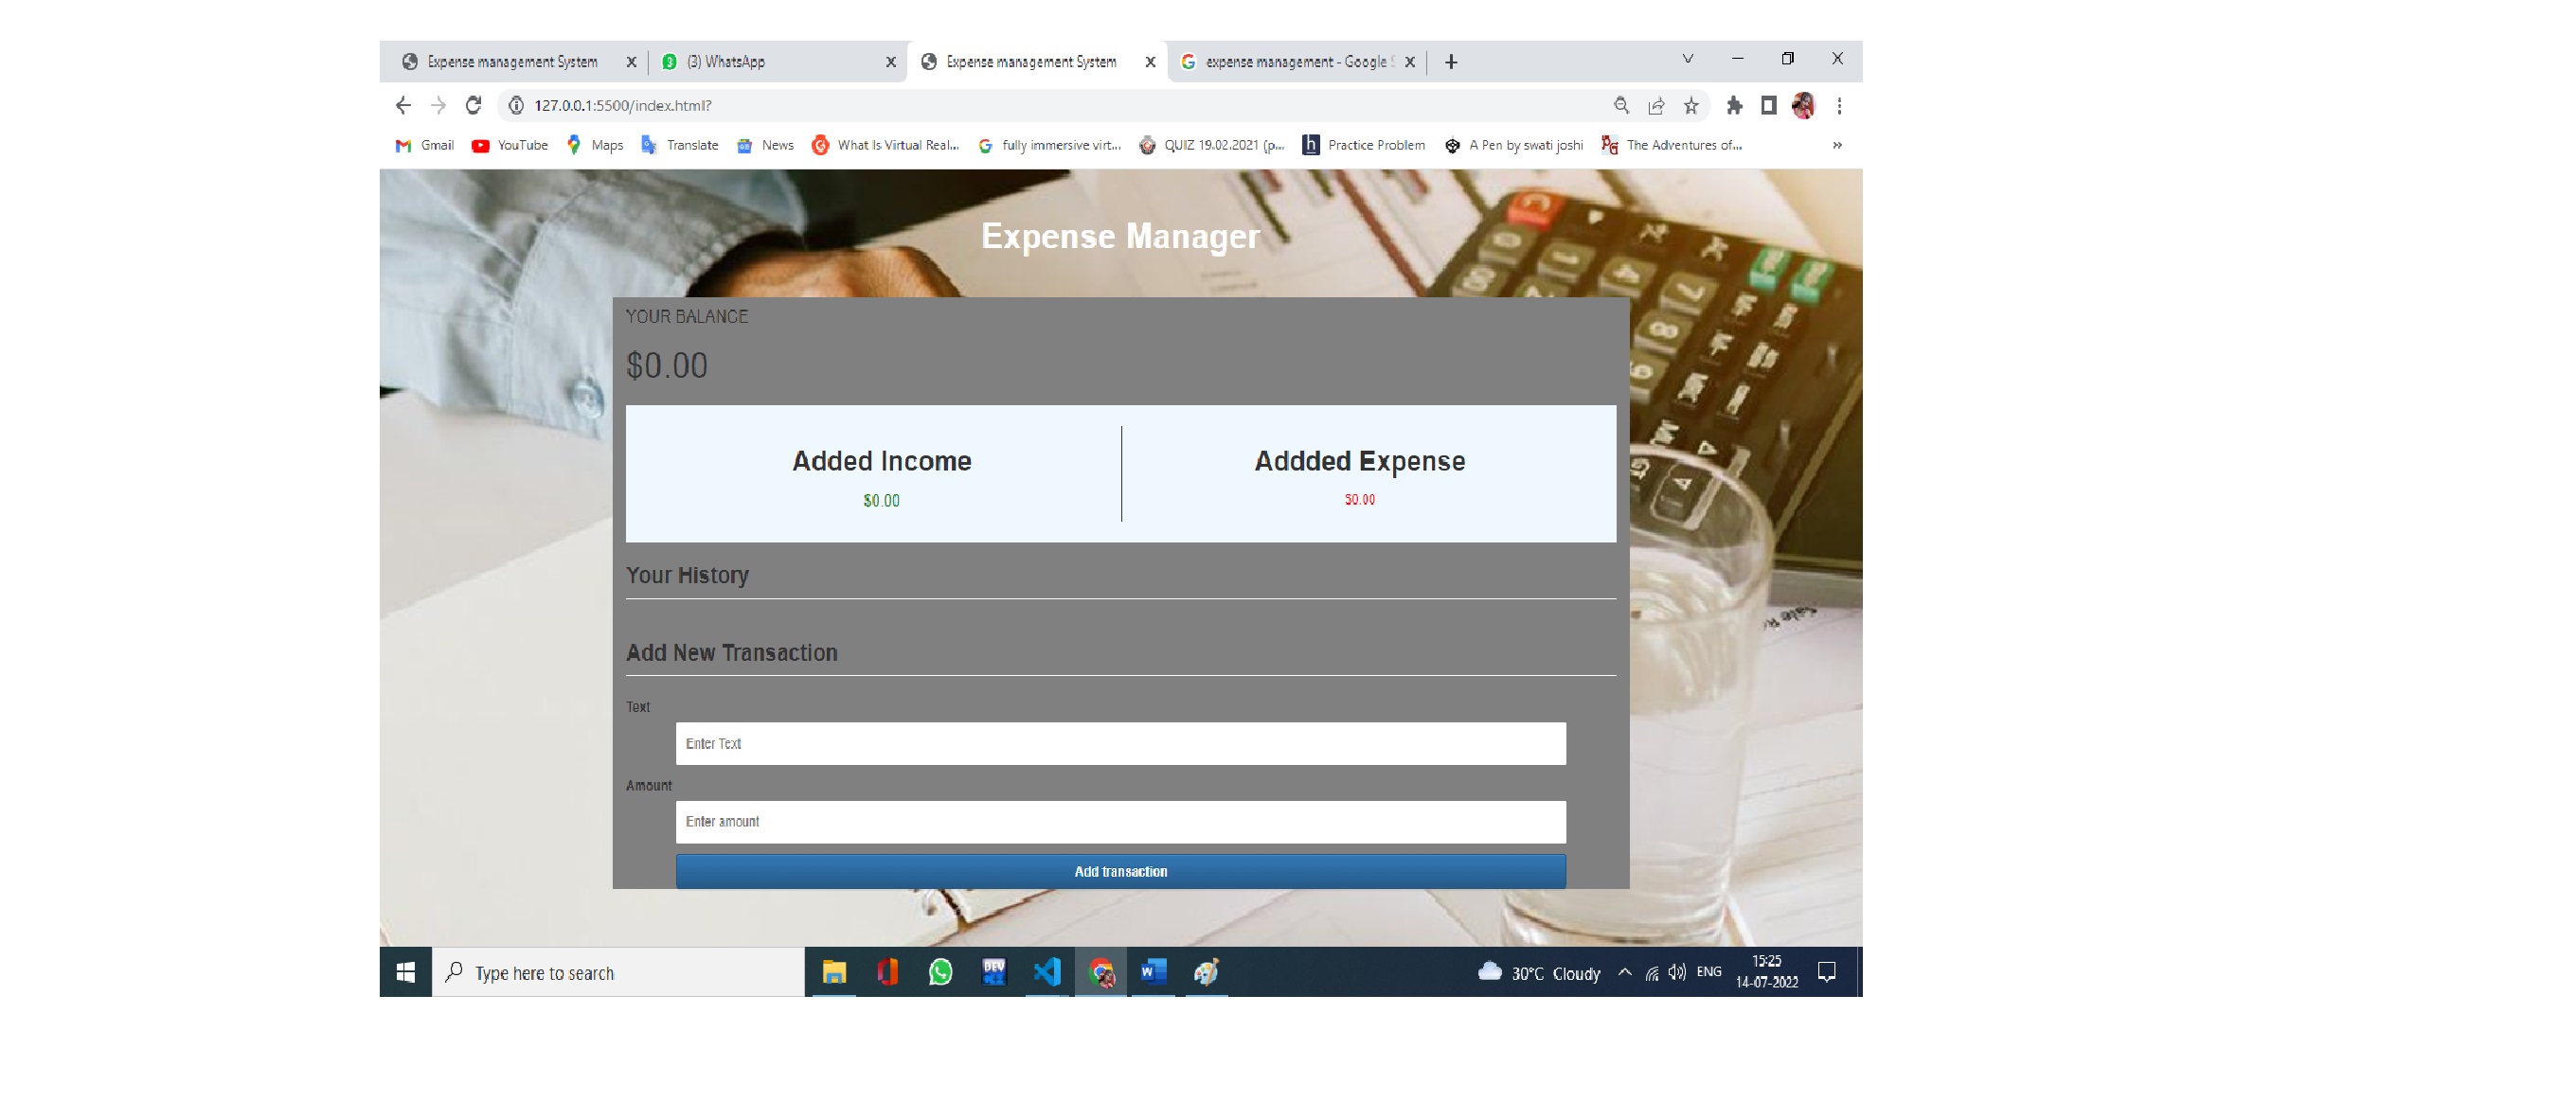 Expense management System
(3) WhatsApp
Expense management System
expense management - Google S
127.0.0.1:5500/index.html?
Gmail YouTube Maps Translate News What Is Virtual Real... fully immersive virt... QUIZ 19.02.2021 (p... Practice Problem A Pen by swati joshi The Adventures of... »
Expense Manager
YOUR BALANCE
$0.00
Added Income
$0.00
Addded Expense
$0.00
Your History
Add New Transaction
Text
Enter Text
Amount
Enter amount
Add transaction
Type here to search
DEV
30°C Cloudy
ENG
15:25
14-07-2022